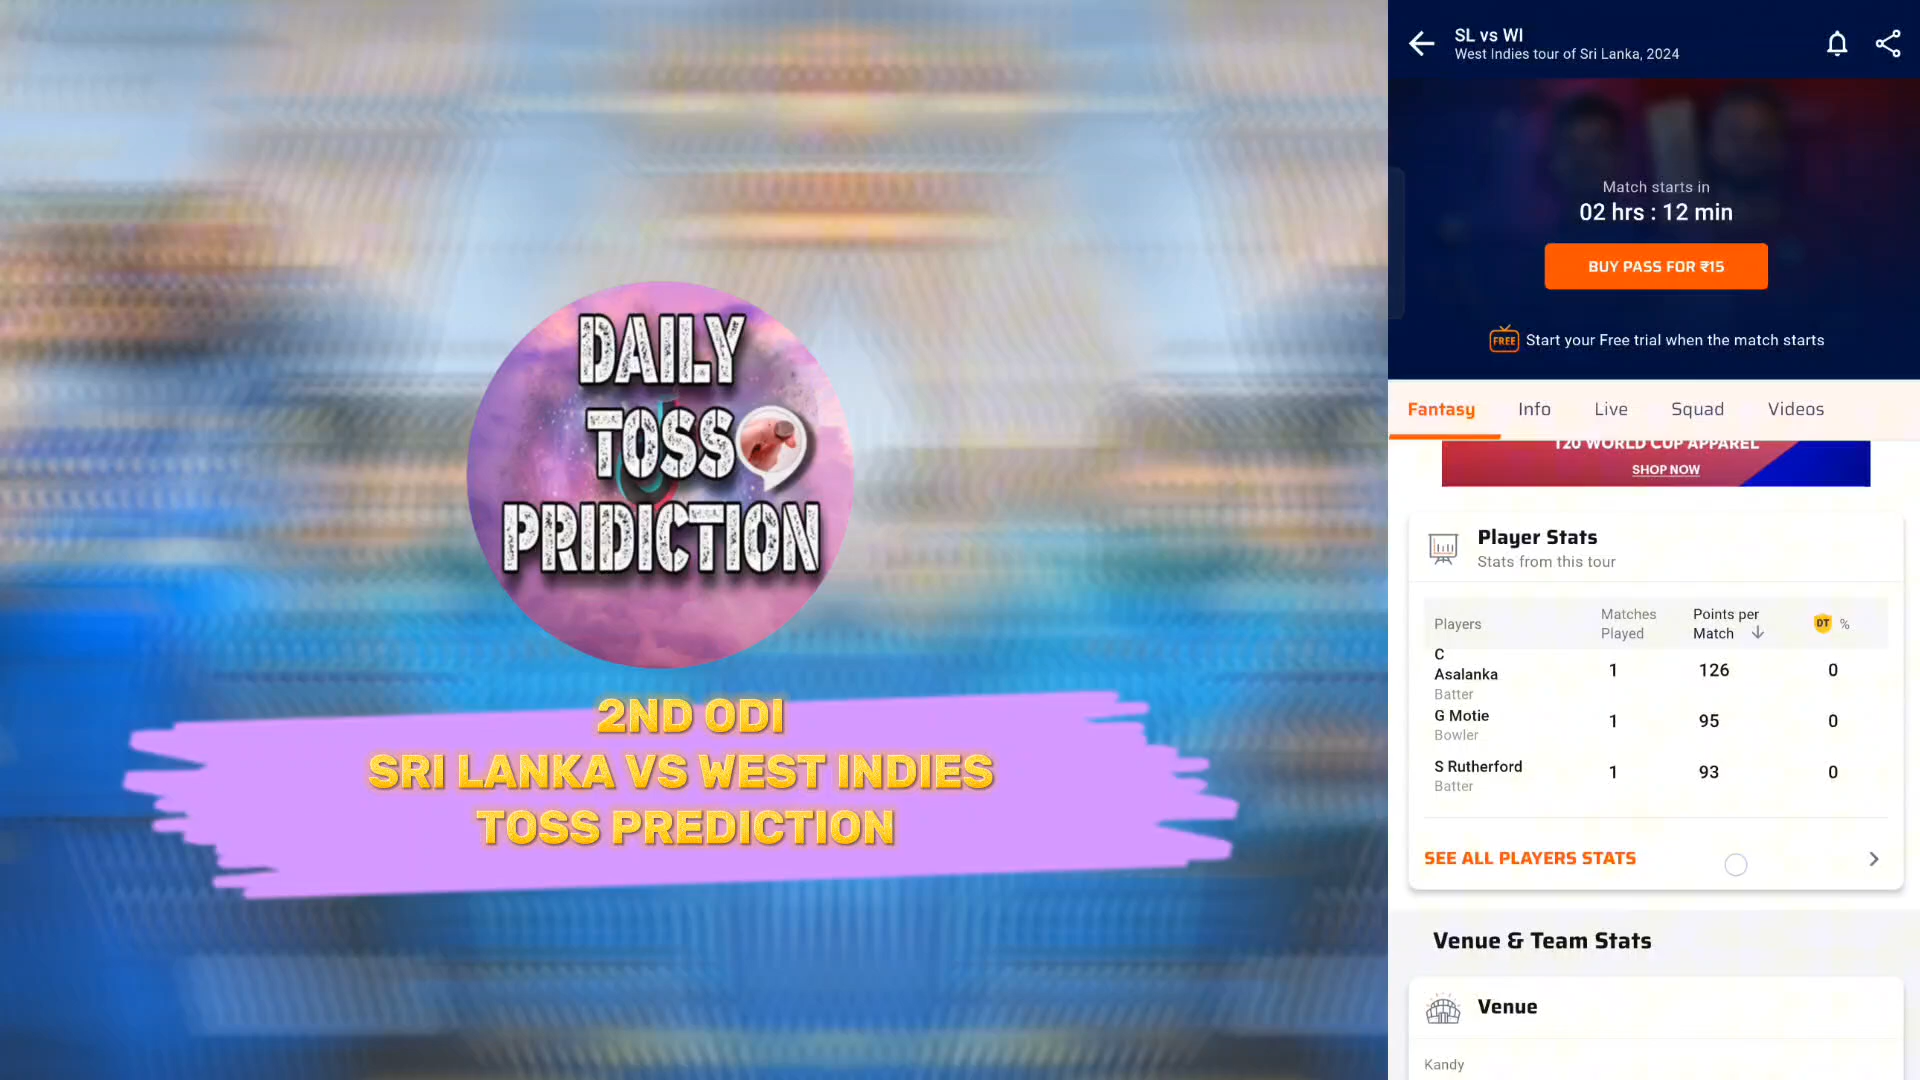 DAILY
TOSS
PRIDICTION
2ND ODI
SRI LANKA VS WEST INDIES
TOSS PREDICTION
SL vs WI
West Indies tour of Sri Lanka, 2024
Match starts in
02 hrs : 12 min
BUY PASS FOR ₹15
FREE Start your Free trial when the match starts
Fantasy Info Live Squad Videos
T20 WORLD CUP APPAREL
SHOP NOW
Player Stats
Stats from this tour
Players Matches Played Points per Match DT %
C Asalanka 1 126 0
Batter
G Motie 1 95 0
Bowler
S Rutherford 1 93 0
Batter
SEE ALL PLAYERS STATS
Venue & Team Stats
Venue
Kandy